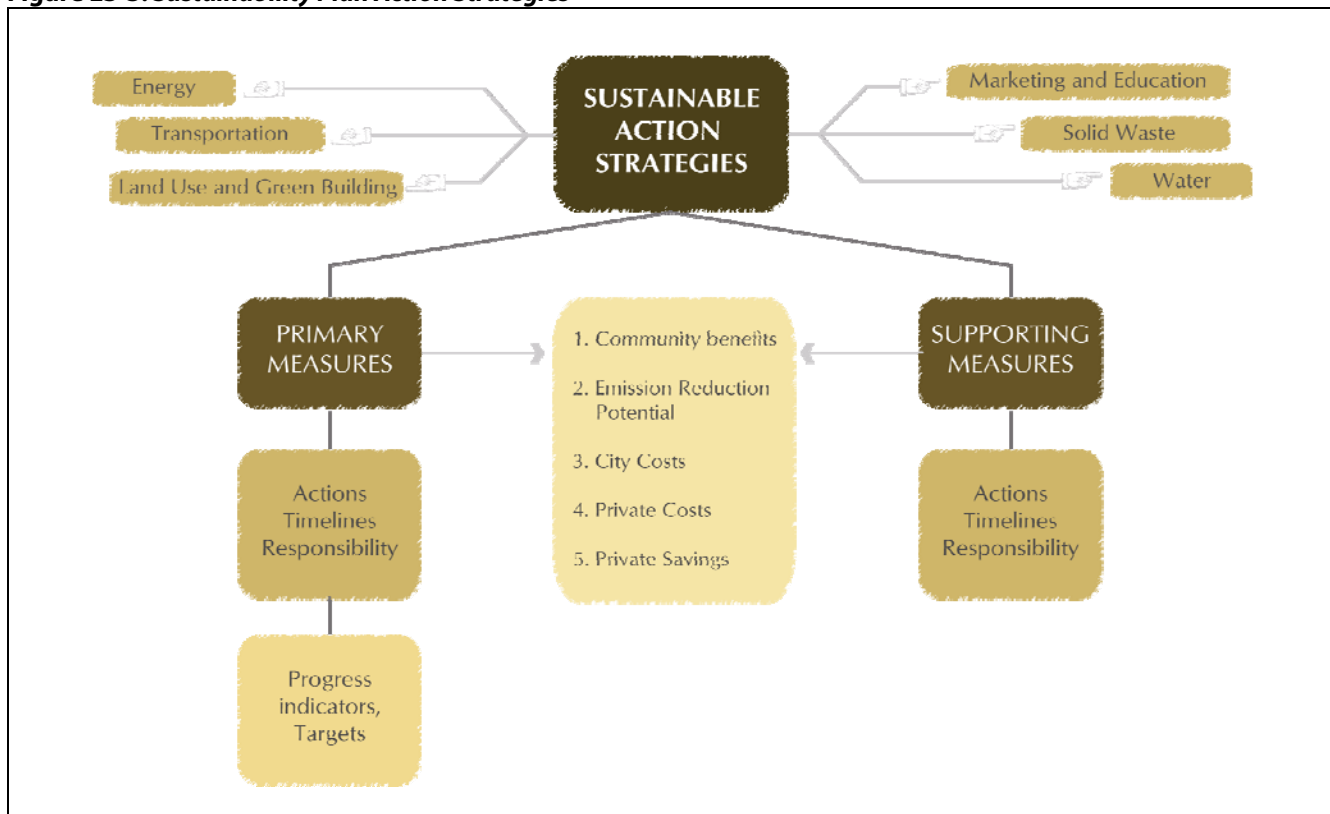 Energy
Transportation
Land Use and Green Building
SUSTAINABLE
ACTION
STRATEGIES
Marketing and Education
Solid Waste
Water
PRIMARY
MEASURES
1. Community benefits
2. Emission Reduction
Potential
3. City Costs
4. Private Costs
5. Private Savings
SUPPORTING
MEASURES
Actions
Timelines
Responsibility
Actions
Timelines
Responsibility
Progress
indicators,
Targets